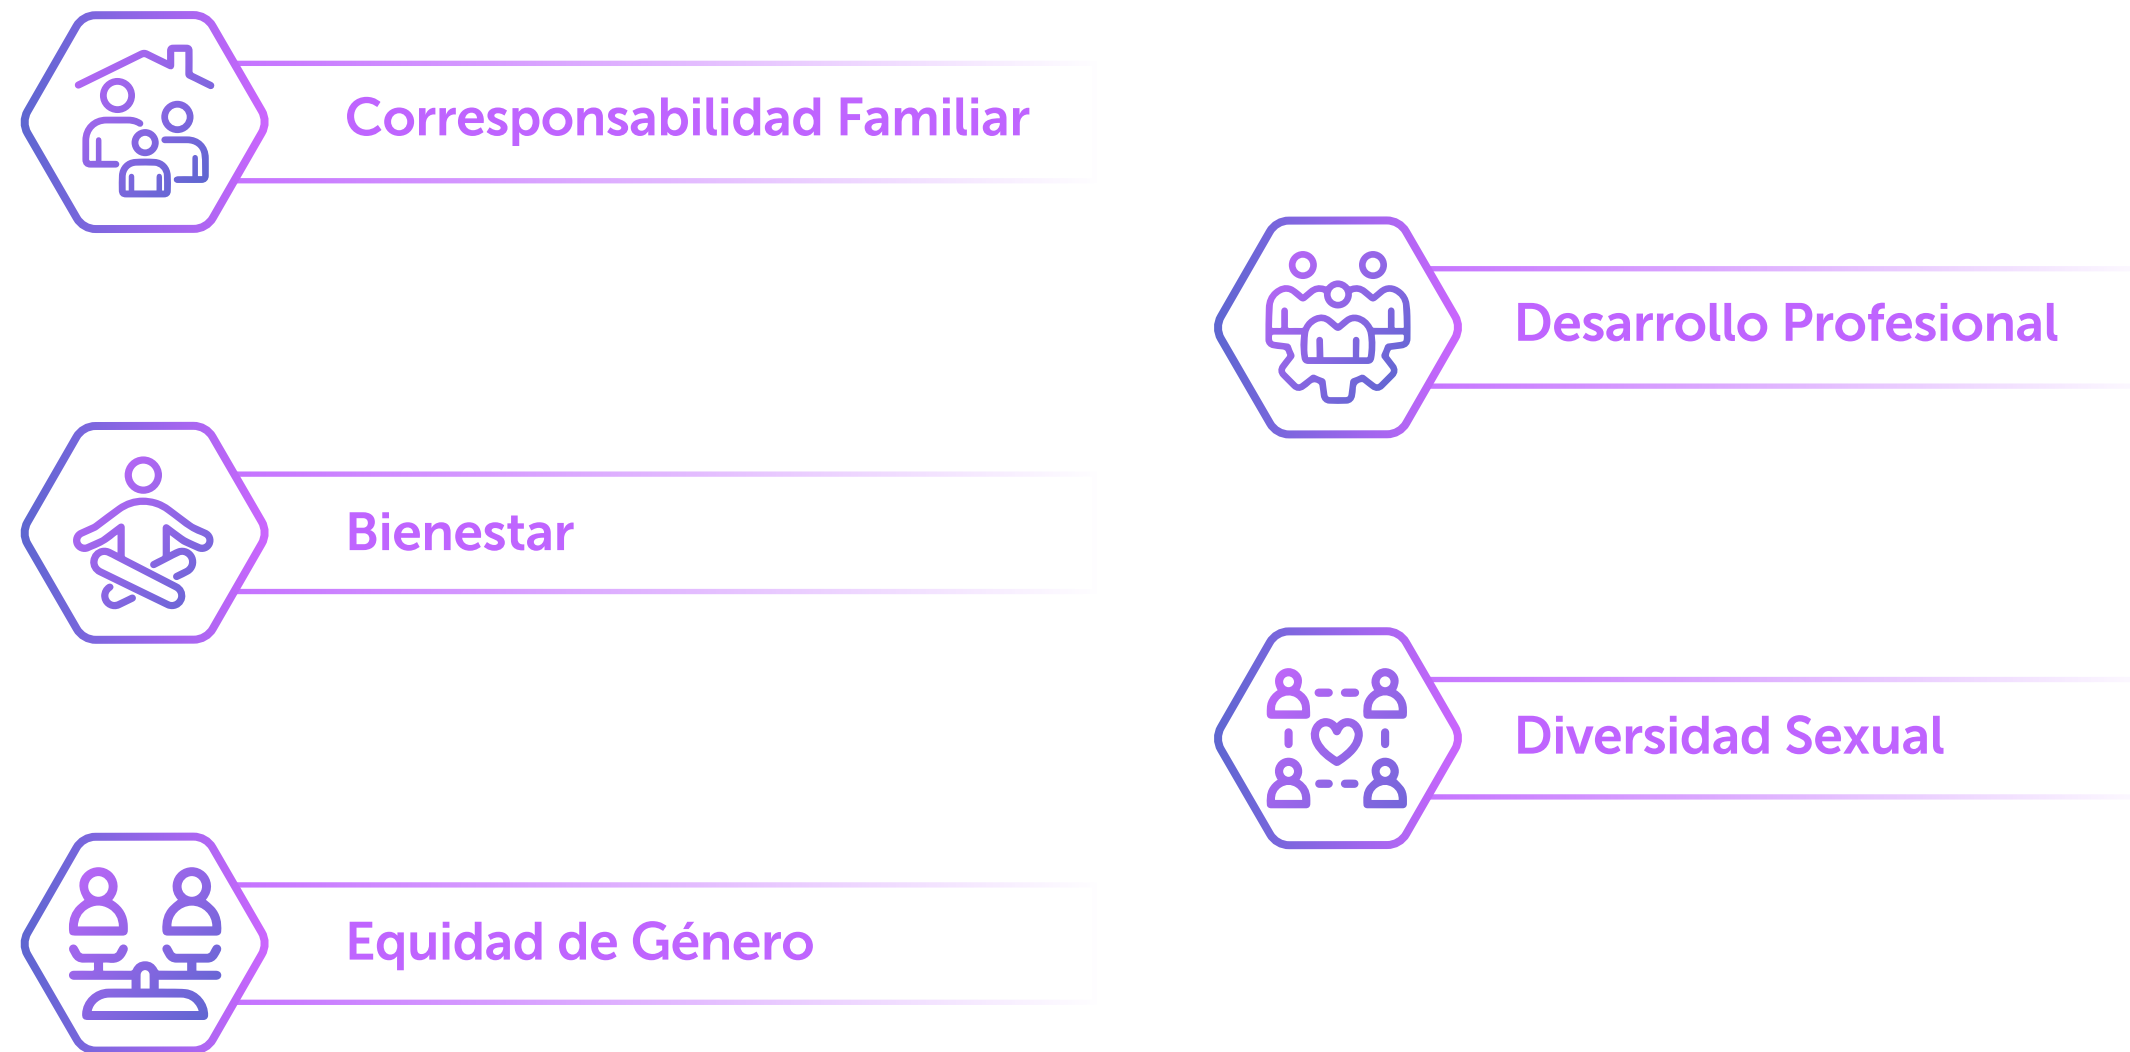 Corresponsabilidad Familiar
Desarrollo Profesional
Bienestar
Diversidad Sexual
Equidad de Género